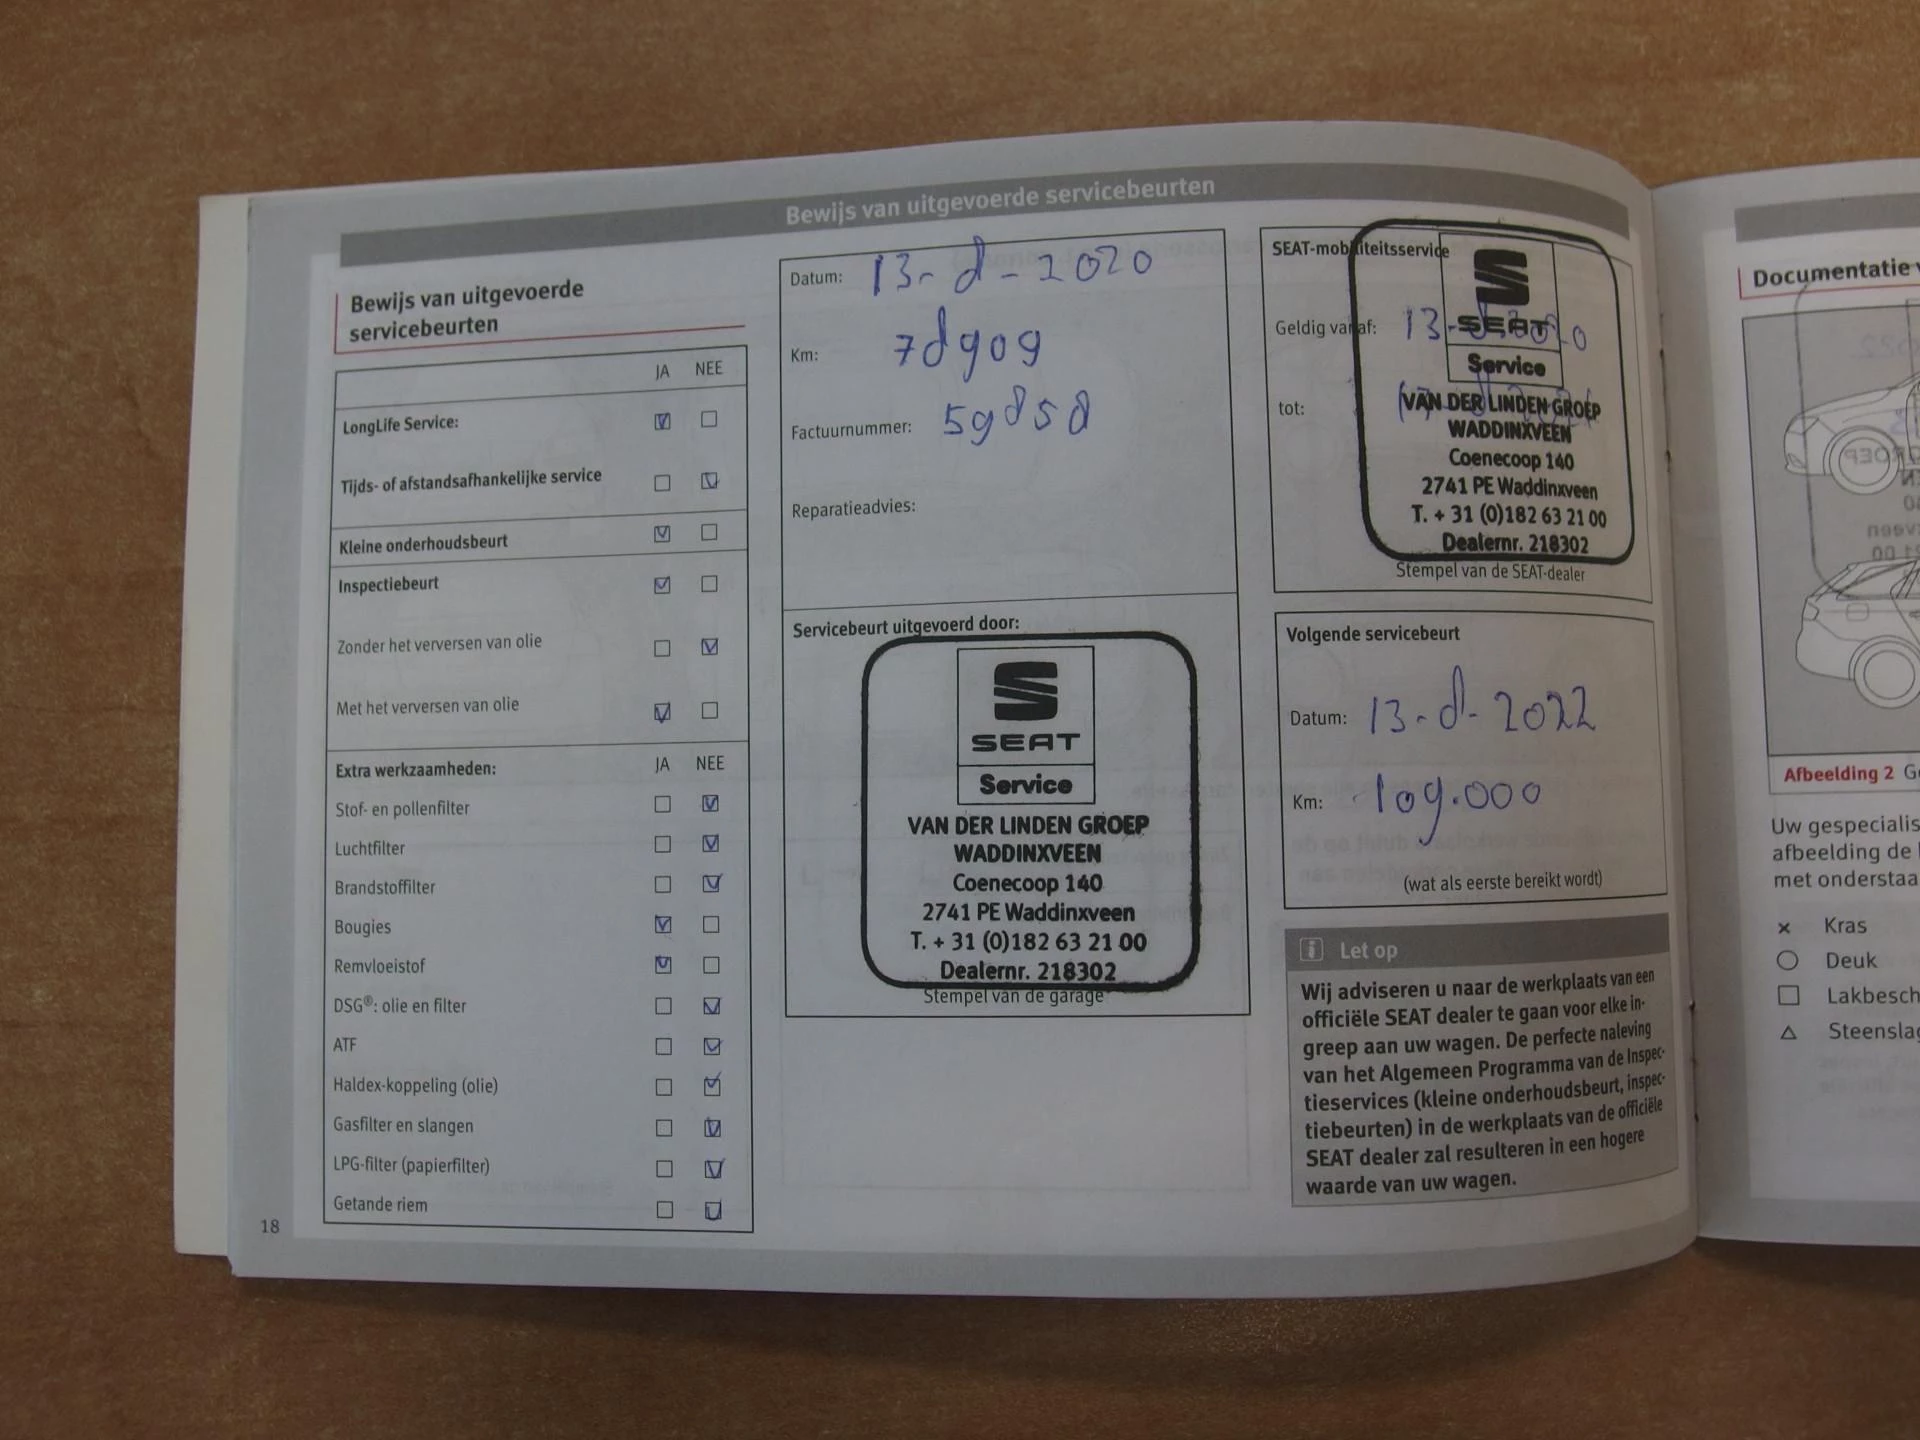 Bewijs van uitgevoerde servicebeurten
Bewijs van uitgevoerde
servicebeurten
JA NEE
LongLife Service:
Tijds- of afstandsafhankelijke service
Kleine onderhoudsbeurt
Inspectiebeurt
Zonder het verversen van olie
Met het verversen van olie
Extra werkzaamheden: JA NEE
Stof- en pollenfilter
Luchtfilter
Brandstoffilter
Bougies
Remvloeistof
DSG®: olie en filter
ATF
Haldex-koppeling (olie)
Gasfilter en slangen
LPG-filter (papierfilter)
Getande riem
18
Datum: 13-8-2020
Km: 78909
Factuurnummer: 59858
Reparatieadvies:
Servicebeurt uitgevoerd door:
SEAT
Service
VAN DER LINDEN GROEP
WADDINXVEEN
Coenecoop 140
2741 PE Waddinxveen
T. + 31 (0)182 63 21 00
Dealernr. 218302
Stempel van de garage
SEAT-mobiliteitsservice
Geldig vanaf: 13-8-2020
tot:
SEAT
Service
VAN DER LINDEN GROEP
WADDINXVEEN
Coenecoop 140
2741 PE Waddinxveen
T. + 31 (0)182 63 21 00
Dealernr. 218302
Stempel van de SEAT-dealer
Volgende servicebeurt
Datum: 13-8-2022
Km: 109.000
(wat als eerste bereikt wordt)
i Let op
Wij adviseren u naar de werkplaats van een
officiële SEAT dealer te gaan voor elke in-
greep aan uw wagen. De perfecte naleving
van het Algemeen Programma van de Inspec-
tieservices (kleine onderhoudsbeurt, inspec-
tiebeurten) in de werkplaats van de officiële
SEAT dealer zal resulteren in een hogere
waarde van uw wagen.
Documentatie
Afbeelding 2
Uw gespecialis
afbeelding de
met onderstaa
Kras
Deuk
Lakbesch
Steenslag